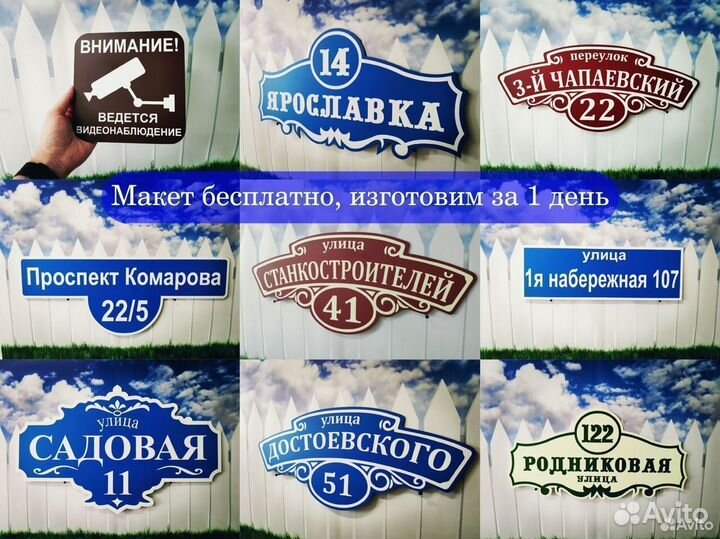 ВНИМАНИЕ!
ВЕДЕТСЯ
ВИДЕОНАБЛЮДЕНИЕ
14
ЯРОСЛАВКА
переулок
3-Й ЧАПАЕВСКИЙ
22
Макет бесплатно, изготовим за 1 день
Проспект Комарова
22/5
улица
СТАНКОСТРОИТЕЛЕЙ
41
улица
1я набережная 107
улица
САДОВАЯ
11
улица
ДОСТОЕВСКОГО
51
122
РОДНИКОВАЯ
УЛИЦА
Avito
Avito